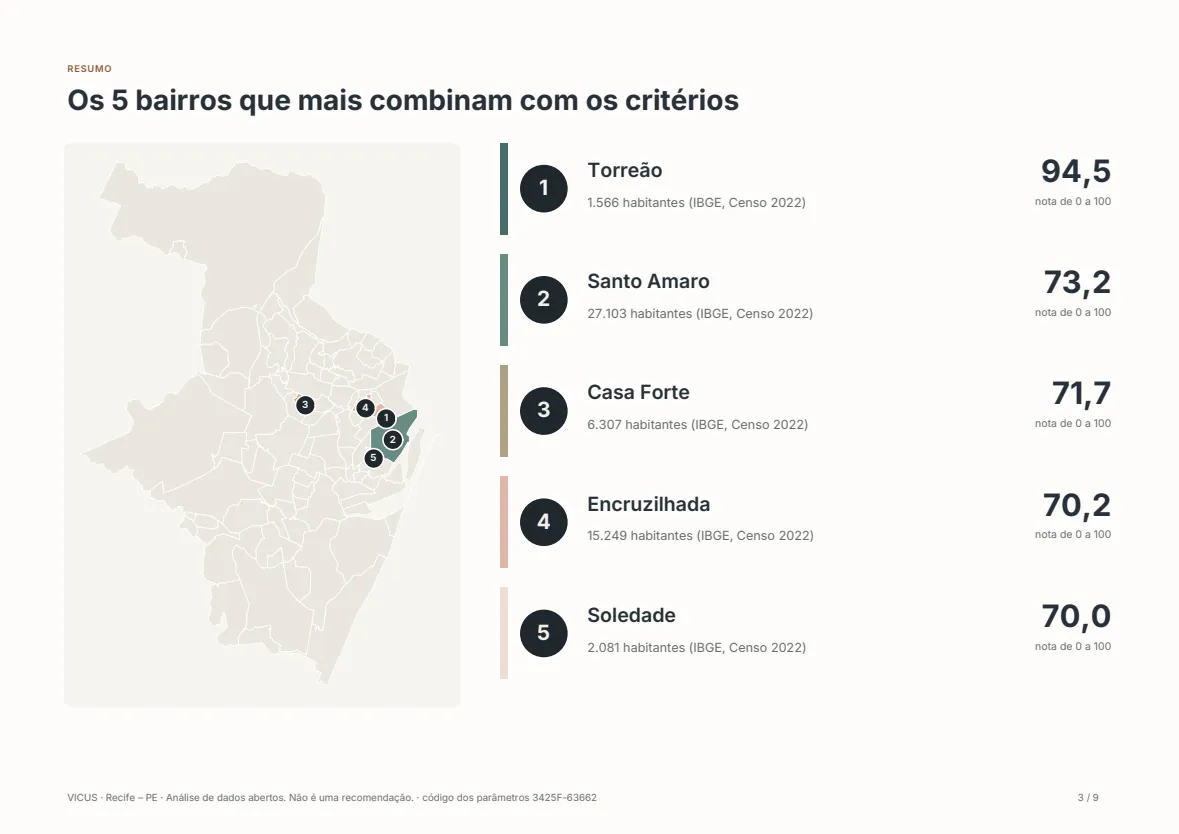 RESUMO
Os 5 bairros que mais combinam com os critérios
3
4
1
2
5
1
Torreão
1.566 habitantes (IBGE, Censo 2022)
94,5
nota de 0 a 100
2
Santo Amaro
27.103 habitantes (IBGE, Censo 2022)
73,2
nota de 0 a 100
3
Casa Forte
6.307 habitantes (IBGE, Censo 2022)
71,7
nota de 0 a 100
4
Encruzilhada
15.249 habitantes (IBGE, Censo 2022)
70,2
nota de 0 a 100
5
Soledade
2.081 habitantes (IBGE, Censo 2022)
70,0
nota de 0 a 100
VICUS · Recife – PE · Análise de dados abertos. Não é uma recomendação. · código dos parâmetros 3425F-63662
3 / 9